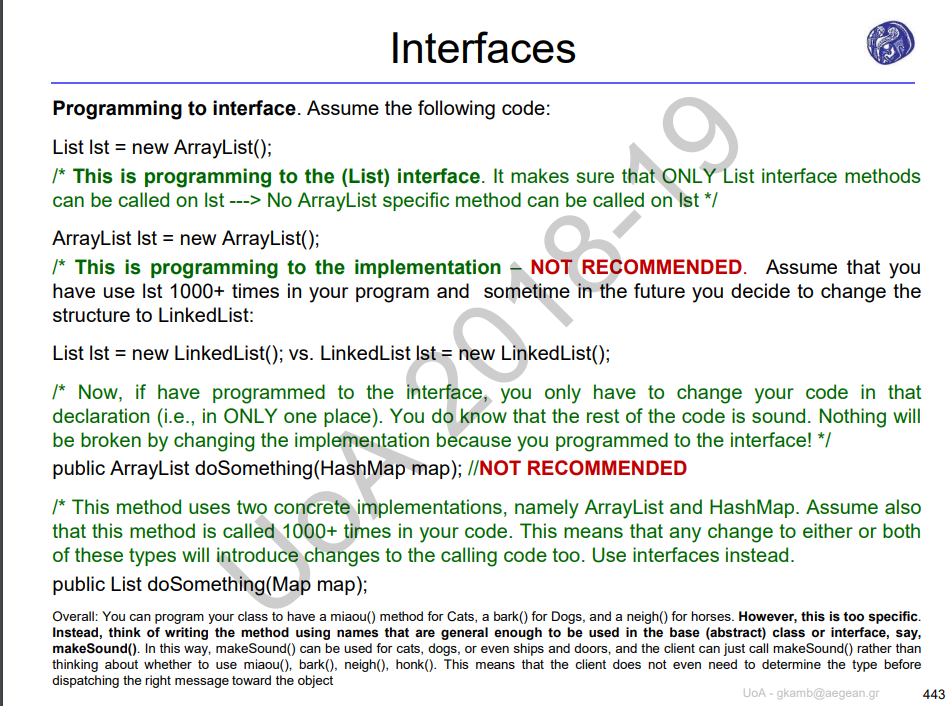 Interfaces
Programming to interface. Assume the following code:
List lst = new ArrayList();
/* This is programming to the (List) interface. It makes sure that ONLY List interface methods
can be called on lst ---> No ArrayList specific method can be called on lst */
ArrayList lst = new ArrayList();
/* This is programming to the implementation – NOT RECOMMENDED. Assume that you
have use lst 1000+ times in your program and sometime in the future you decide to change the
structure to LinkedList:
List lst = new LinkedList(); vs. LinkedList lst = new LinkedList();
/* Now, if have programmed to the interface, you only have to change your code in that
declaration (i.e., in ONLY one place). You do know that the rest of the code is sound. Nothing will
be broken by changing the implementation because you programmed to the interface! */
public ArrayList doSomething(HashMap map); //NOT RECOMMENDED
/* This method uses two concrete implementations, namely ArrayList and HashMap. Assume also
that this method is called 1000+ times in your code. This means that any change to either or both
of these types will introduce changes to the calling code too. Use interfaces instead.
public List doSomething(Map map);
Overall: You can program your class to have a miaou() method for Cats, a bark() for Dogs, and a neigh() for horses. However, this is too specific.
Instead, think of writing the method using names that are general enough to be used in the base (abstract) class or interface, say,
makeSound(). In this way, makeSound() can be used for cats, dogs, or even ships and doors, and the client can just call makeSound() rather than
thinking about whether to use miaou(), bark(), neigh(), honk(). This means that the client does not even need to determine the type before
dispatching the right message toward the object
UoA - gkamb@aegean.gr
443
UoA 2018-19